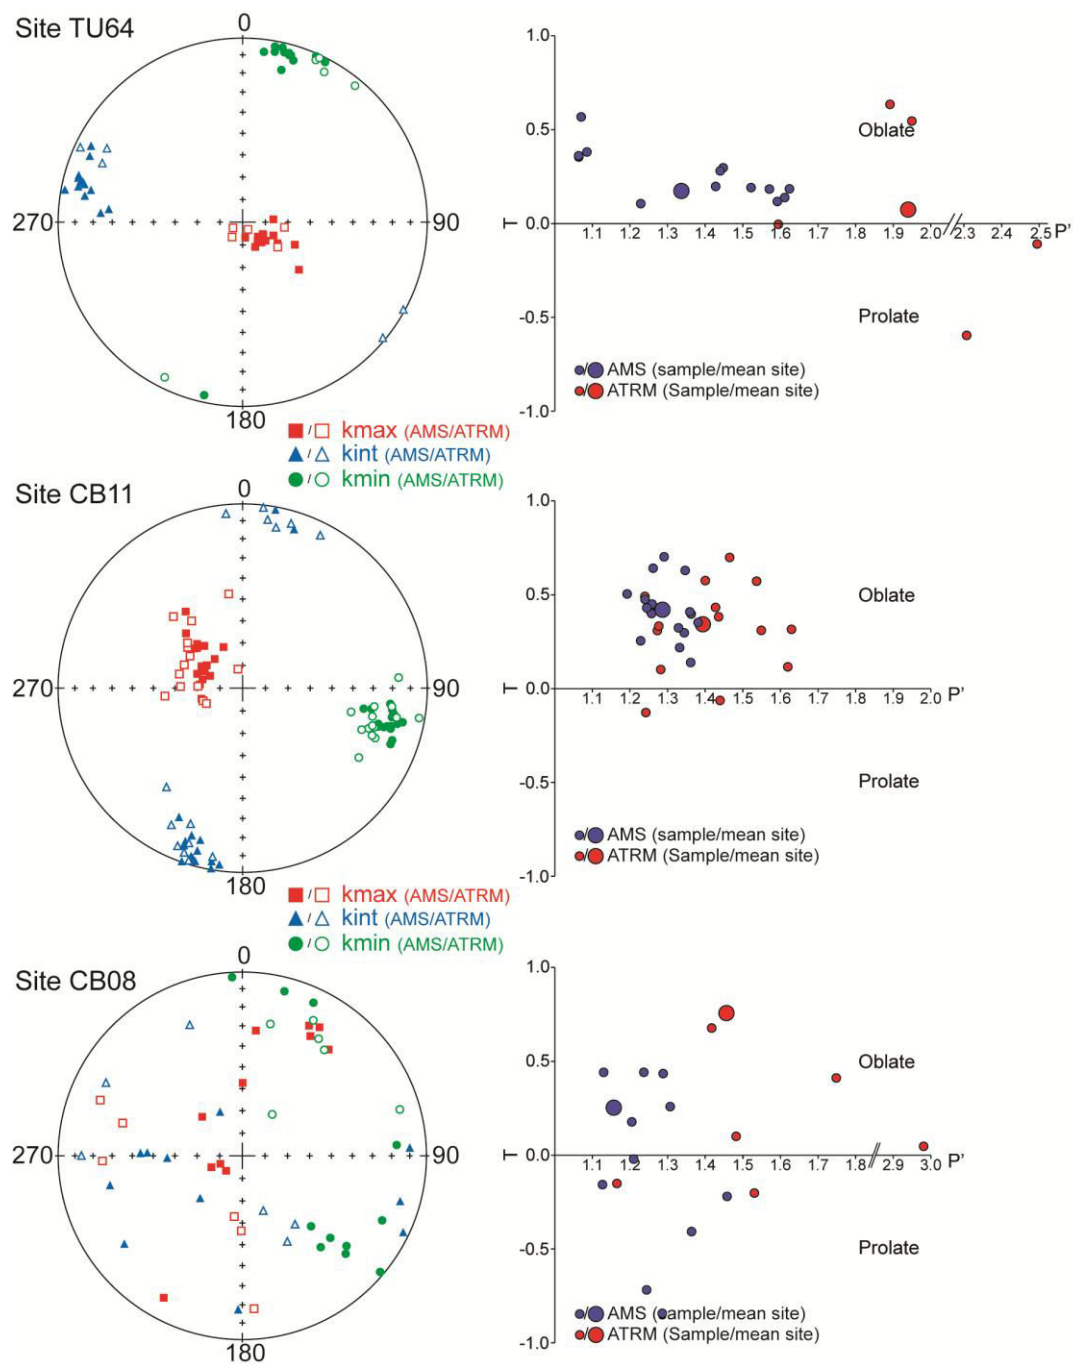 Site TU64
0
270
90
180
1.0
0.5
0.0
-0.5
-1.0
T
Oblate
1.1 1.2 1.3 1.4 1.5 1.6 1.7 1.8 1.9 2.0 2.3 2.4 2.5 P'
Prolate
/ AMS (sample/mean site)
/ ATRM (Sample/mean site)
/ kmax (AMS/ATRM)
/ kint (AMS/ATRM)
/ kmin (AMS/ATRM)
Site CB11
0
270
90
180
1.0
0.5
0.0
-0.5
-1.0
T
Oblate
1.1 1.2 1.3 1.4 1.5 1.6 1.7 1.8 1.9 2.0 P'
Prolate
/ AMS (sample/mean site)
/ ATRM (Sample/mean site)
/ kmax (AMS/ATRM)
/ kint (AMS/ATRM)
/ kmin (AMS/ATRM)
Site CB08
0
270
90
180
1.0
0.5
0.0
-0.5
-1.0
T
Oblate
1.1 1.2 1.3 1.4 1.5 1.6 1.7 1.8 // 2.9 3.0 P'
Prolate
/ AMS (sample/mean site)
/ ATRM (Sample/mean site)